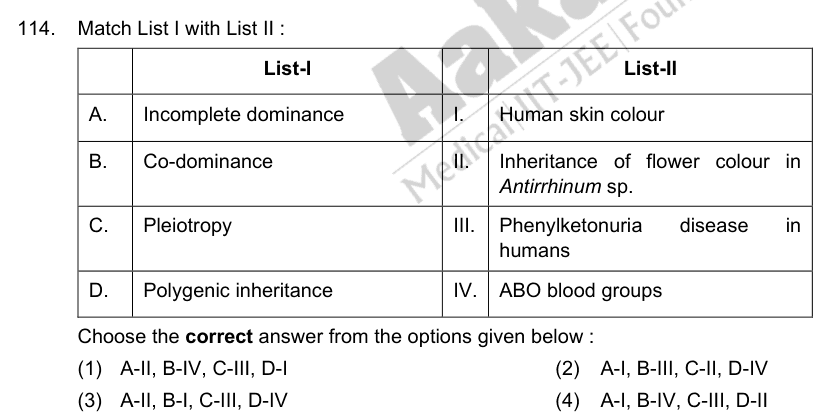 114. Match List I with List II :
List-I List-II
A. Incomplete dominance I. Human skin colour
B. Co-dominance II. Inheritance of flower colour in
Antirrhinum sp.
C. Pleiotropy III. Phenylketonuria disease in
humans
D. Polygenic inheritance IV. ABO blood groups
Choose the correct answer from the options given below :
(1) A-II, B-IV, C-III, D-I (2) A-I, B-III, C-II, D-IV
(3) A-II, B-I, C-III, D-IV (4) A-I, B-IV, C-III, D-II
Medical|IIT-JEE|